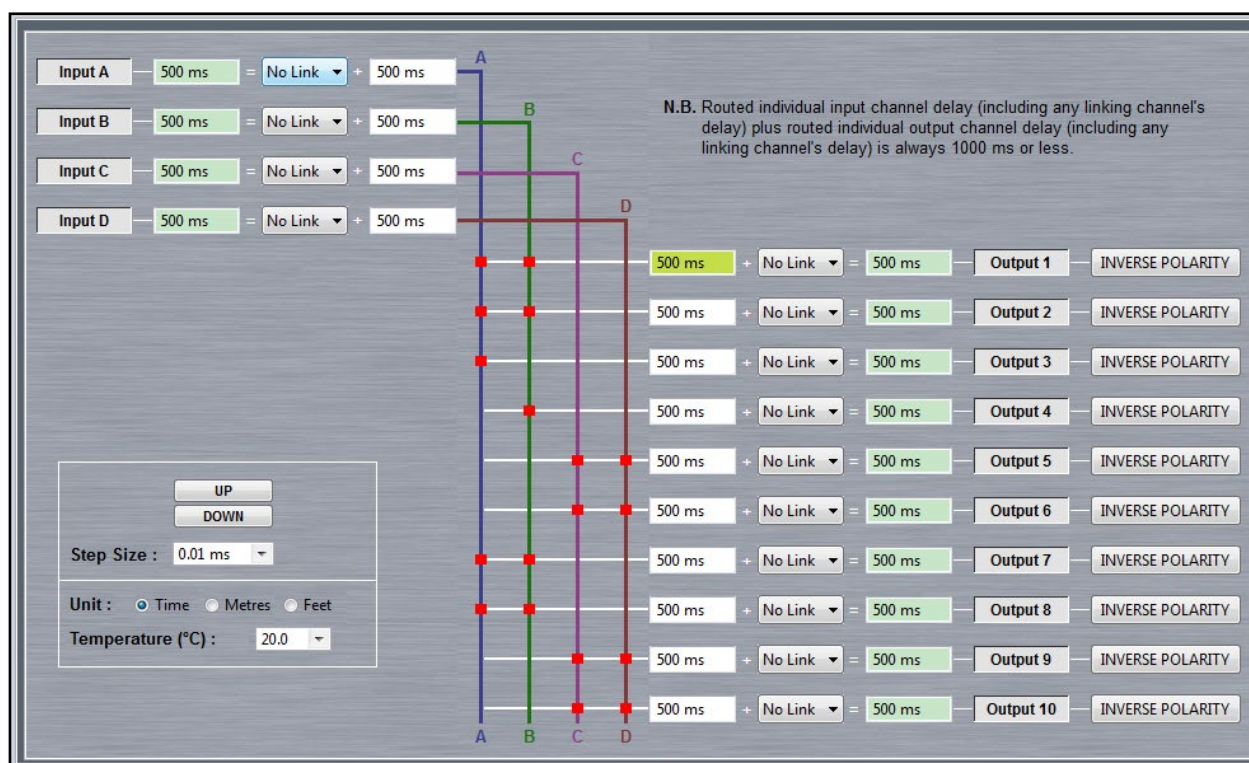 A
Input A 500 ms = No Link + 500 ms
B
Input B 500 ms = No Link + 500 ms
C
Input C 500 ms = No Link + 500 ms
D
Input D 500 ms = No Link + 500 ms
N.B. Routed individual input channel delay (including any linking channel's
delay) plus routed individual output channel delay (including any
linking channel's delay) is always 1000 ms or less.
500 ms + No Link = 500 ms Output 1 INVERSE POLARITY
500 ms + No Link = 500 ms Output 2 INVERSE POLARITY
500 ms + No Link = 500 ms Output 3 INVERSE POLARITY
500 ms + No Link = 500 ms Output 4 INVERSE POLARITY
500 ms + No Link = 500 ms Output 5 INVERSE POLARITY
500 ms + No Link = 500 ms Output 6 INVERSE POLARITY
500 ms + No Link = 500 ms Output 7 INVERSE POLARITY
500 ms + No Link = 500 ms Output 8 INVERSE POLARITY
500 ms + No Link = 500 ms Output 9 INVERSE POLARITY
500 ms + No Link = 500 ms Output 10 INVERSE POLARITY
UP
DOWN
Step Size : 0.01 ms
Unit : Time Metres Feet
Temperature (°C) : 20.0
A B C D